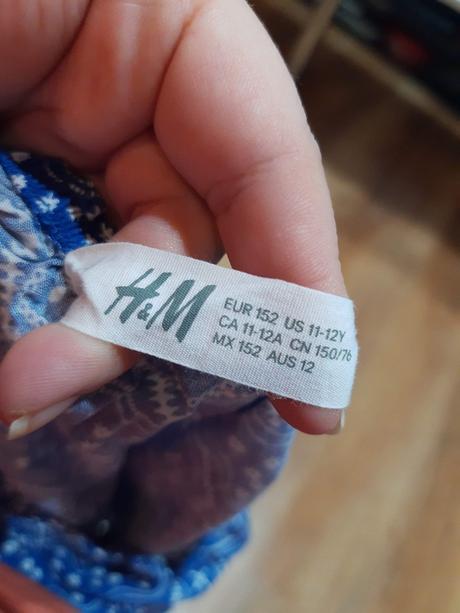 H&M
EUR 152 US 11-12Y
CA 11-12A CN 150/76
MX 152 AUS 12